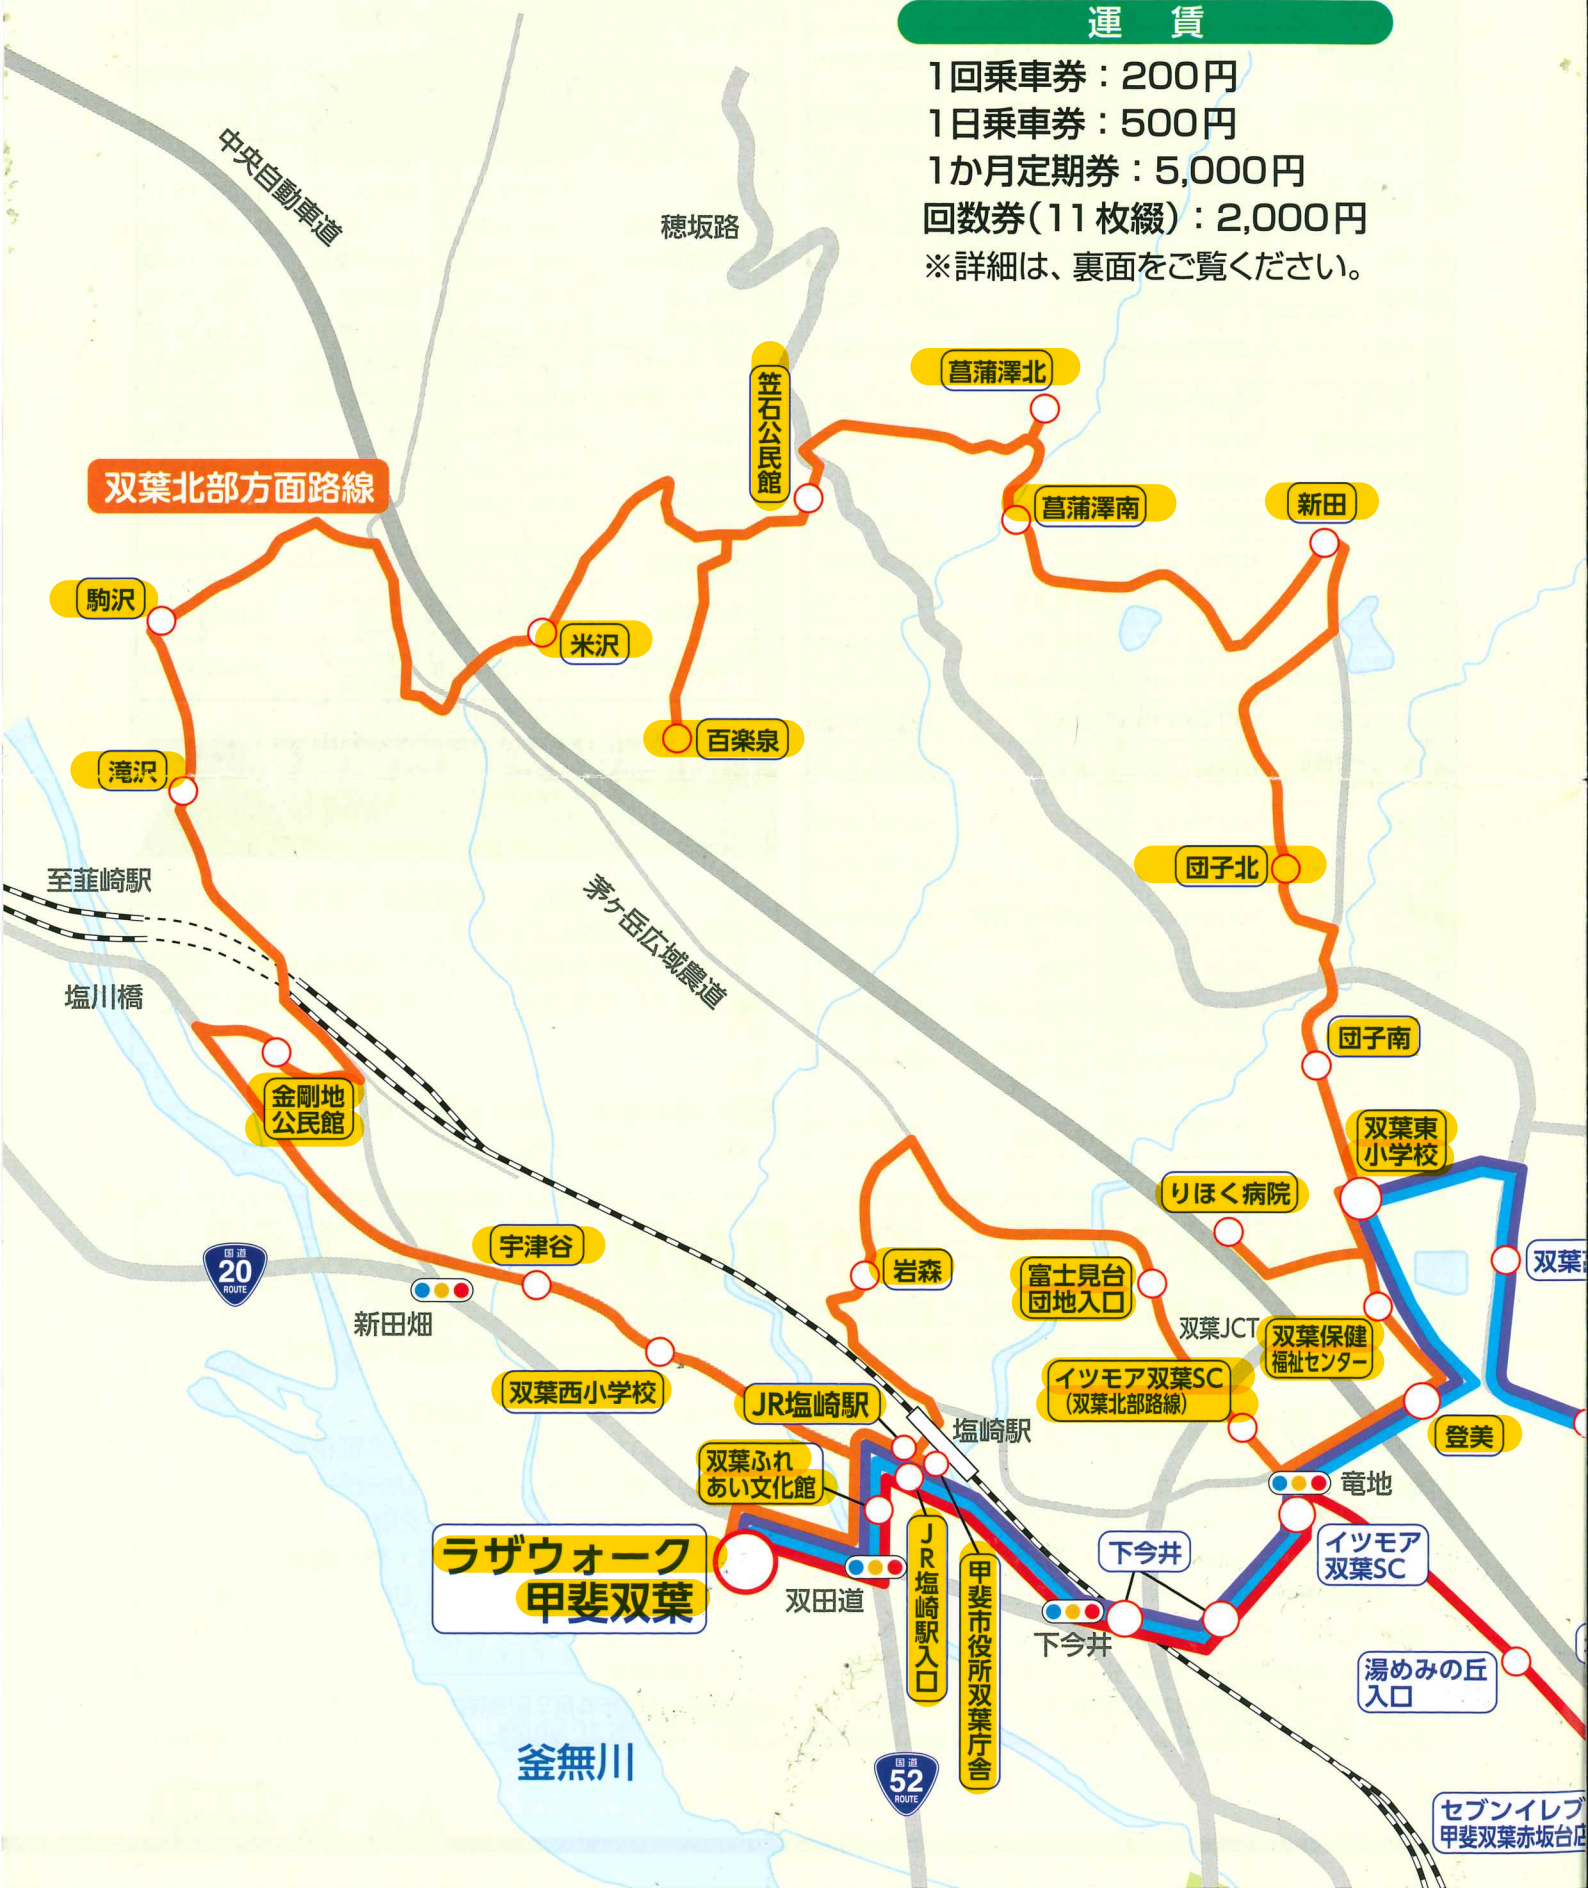 運 賃
1回乗車券：200円
1日乗車券：500円
1か月定期券：5,000円
回数券(11枚綴)：2,000円
※詳細は、裏面をご覧ください。
中央自動車道
穂坂路
菖蒲澤北
笠石公民館
双葉北部方面路線
菖蒲澤南
新田
駒沢
米沢
百楽泉
滝沢
団子北
至韮崎駅
茅ヶ岳広域農道
塩川橋
団子南
金剛地
公民館
双葉東
小学校
りほく病院
宇津谷
岩森
富士見台
団地入口
国道
20
ROUTE
新田畑
双葉JCT
双葉保健
福祉センター
双葉西小学校
JR塩崎駅
イツモア双葉SC
(双葉北部路線)
塩崎駅
登美
双葉ふれ
あい文化館
竜地
ラザウォーク
甲斐双葉
双田道
JR塩崎駅入口
甲斐市役所双葉庁舎
下今井
下今井
イツモア
双葉SC
湯めみの丘
入口
釜無川
国道
52
ROUTE
セブンイレブ
甲斐双葉赤坂台店
双葉